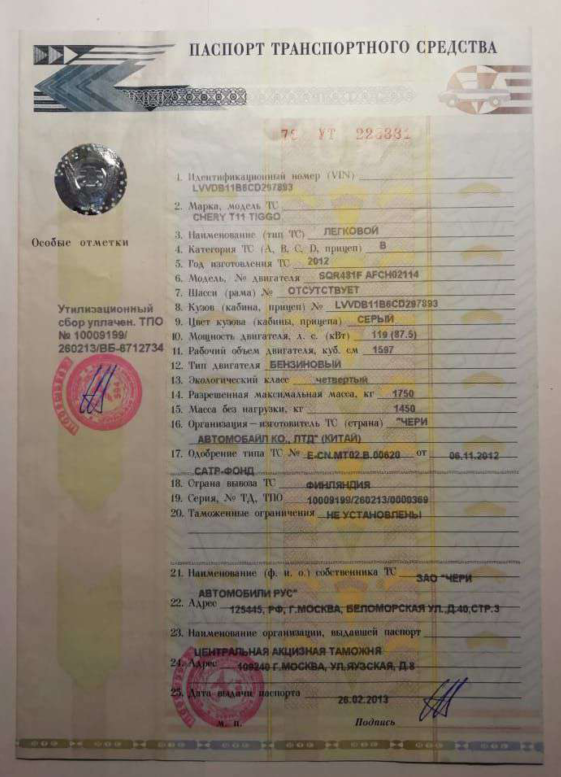 ПАСПОРТ ТРАНСПОРТНОГО СРЕДСТВА
79 УТ 226331
1. Идентификационный номер (VIN)
LVVDB11B6CD297893
2. Марка, модель ТС
CHERY T11 TIGGO
3. Наименование (тип ТС) ЛЕГКОВОЙ
4. Категория ТС (А, В, С, D, прицеп) В
5. Год изготовления ТС 2012
6. Модель, № двигателя SQR481F AFCH02114
7. Шасси (рама) № ОТСУТСТВУЕТ
8. Кузов (кабина, прицеп) № LVVDB11B6CD297893
9. Цвет кузова (кабины, прицепа) СЕРЫЙ
10. Мощность двигателя, л. с. (кВт) 119 (87.5)
11. Рабочий объем двигателя, куб. см 1597
12. Тип двигателя БЕНЗИНОВЫЙ
13. Экологический класс четвертый
14. Разрешенная максимальная масса, кг 1750
15. Масса без нагрузки, кг 1450
16. Организация – изготовитель ТС (страна) "ЧЕРИ
АВТОМОБАЙЛ КО., ЛТД" (КИТАЙ)
17. Одобрение типа ТС № E-CN.MT02.B.00620 от 06.11.2012
САТР-ФОНД
18. Страна вывоза ТС ФИНЛЯНДИЯ
19. Серия, № ТД, ТПО 10009199/260213/0000369
20. Таможенные ограничения НЕ УСТАНОВЛЕНЫ
21. Наименование (ф. и. о.) собственника ТС ЗАО "ЧЕРИ
АВТОМОБИЛИ РУС"
22. Адрес 125445, РФ, Г.МОСКВА, БЕЛОМОРСКАЯ УЛ.,Д.40,СТР.3
23. Наименование организации, выдавшей паспорт
ЦЕНТРАЛЬНАЯ АКЦИЗНАЯ ТАМОЖНЯ
24. Адрес 109240 Г.МОСКВА, УЛ.ЯУЗСКАЯ, Д.8
25. Дата выдачи паспорта 26.02.2013
М. п. Подпись
Особые отметки
Утилизационный
сбор уплачен. ТПО
№ 10009199/
260213/ВБ-6712734